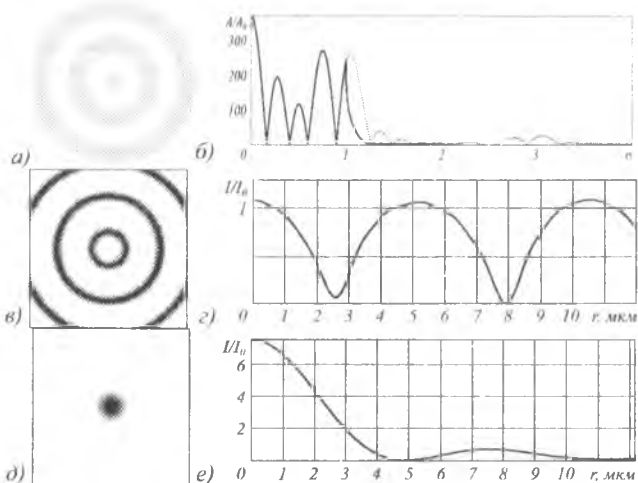 а)
б) A/A₀ 300 200 100 0 1 2 3
в)
г) I/I₀ 1 0 1 2 3 4 5 6 7 8 9 10 r, мкм
д)
е) I/I₀ 6 4 2 0 1 2 3 4 5 6 7 8 9 10 r, мкм